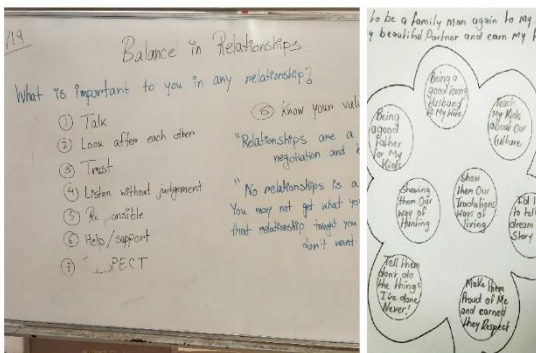 /19
Balance in Relationships
What is important to you in any relationship?
① Talk
② Look after each other
③ Trust
④ Listen without judgement
⑤
⑥ Help/support
⑦
⑧ Know your
"Relationships are a
negotiation and
"No relationships is a
You may not get what
that relationship taught you
don't want
to be a family Man again to My
beautiful Partner and earn my
Being a
good loving
Husband
to My Wife
Teach
My Kids
about Our
Culture
Being
a
good
Father
for My
Kids
Showing
them Our
Way of
Hunting
Show
them Our
Traditions
Ways of
living
to tell
dream
Story
Tell them
don't do
the things
I've done
Never!
Make them
Proud of Me
and earned
they Respect